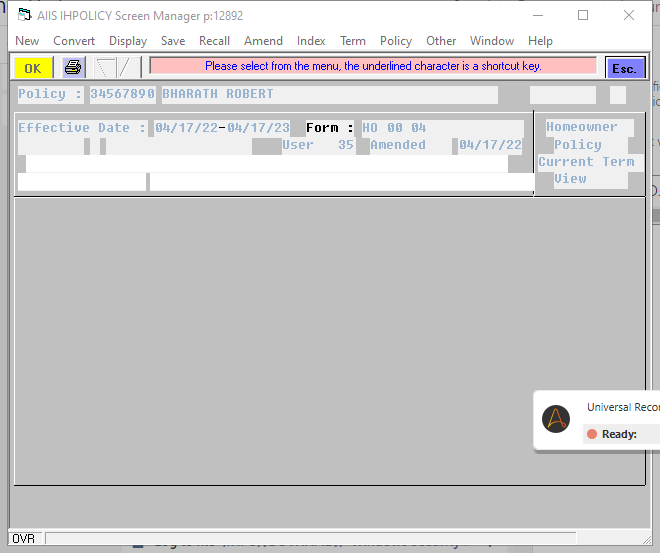 AIIS IHPOLICY Screen Manager p:12892
New Convert Display Save Recall Amend Index Term Policy Other Window Help
OK
Please select from the menu, the underlined character is a shortcut key.
Esc.
Policy : 34567890 BHARATH ROBERT
Effective Date : 04/17/22-04/17/23 Form : HO 00 04
User 35 Amended 04/17/22
Homeowner
Policy
Current Term
View
Universal Recor
Ready:
OVR